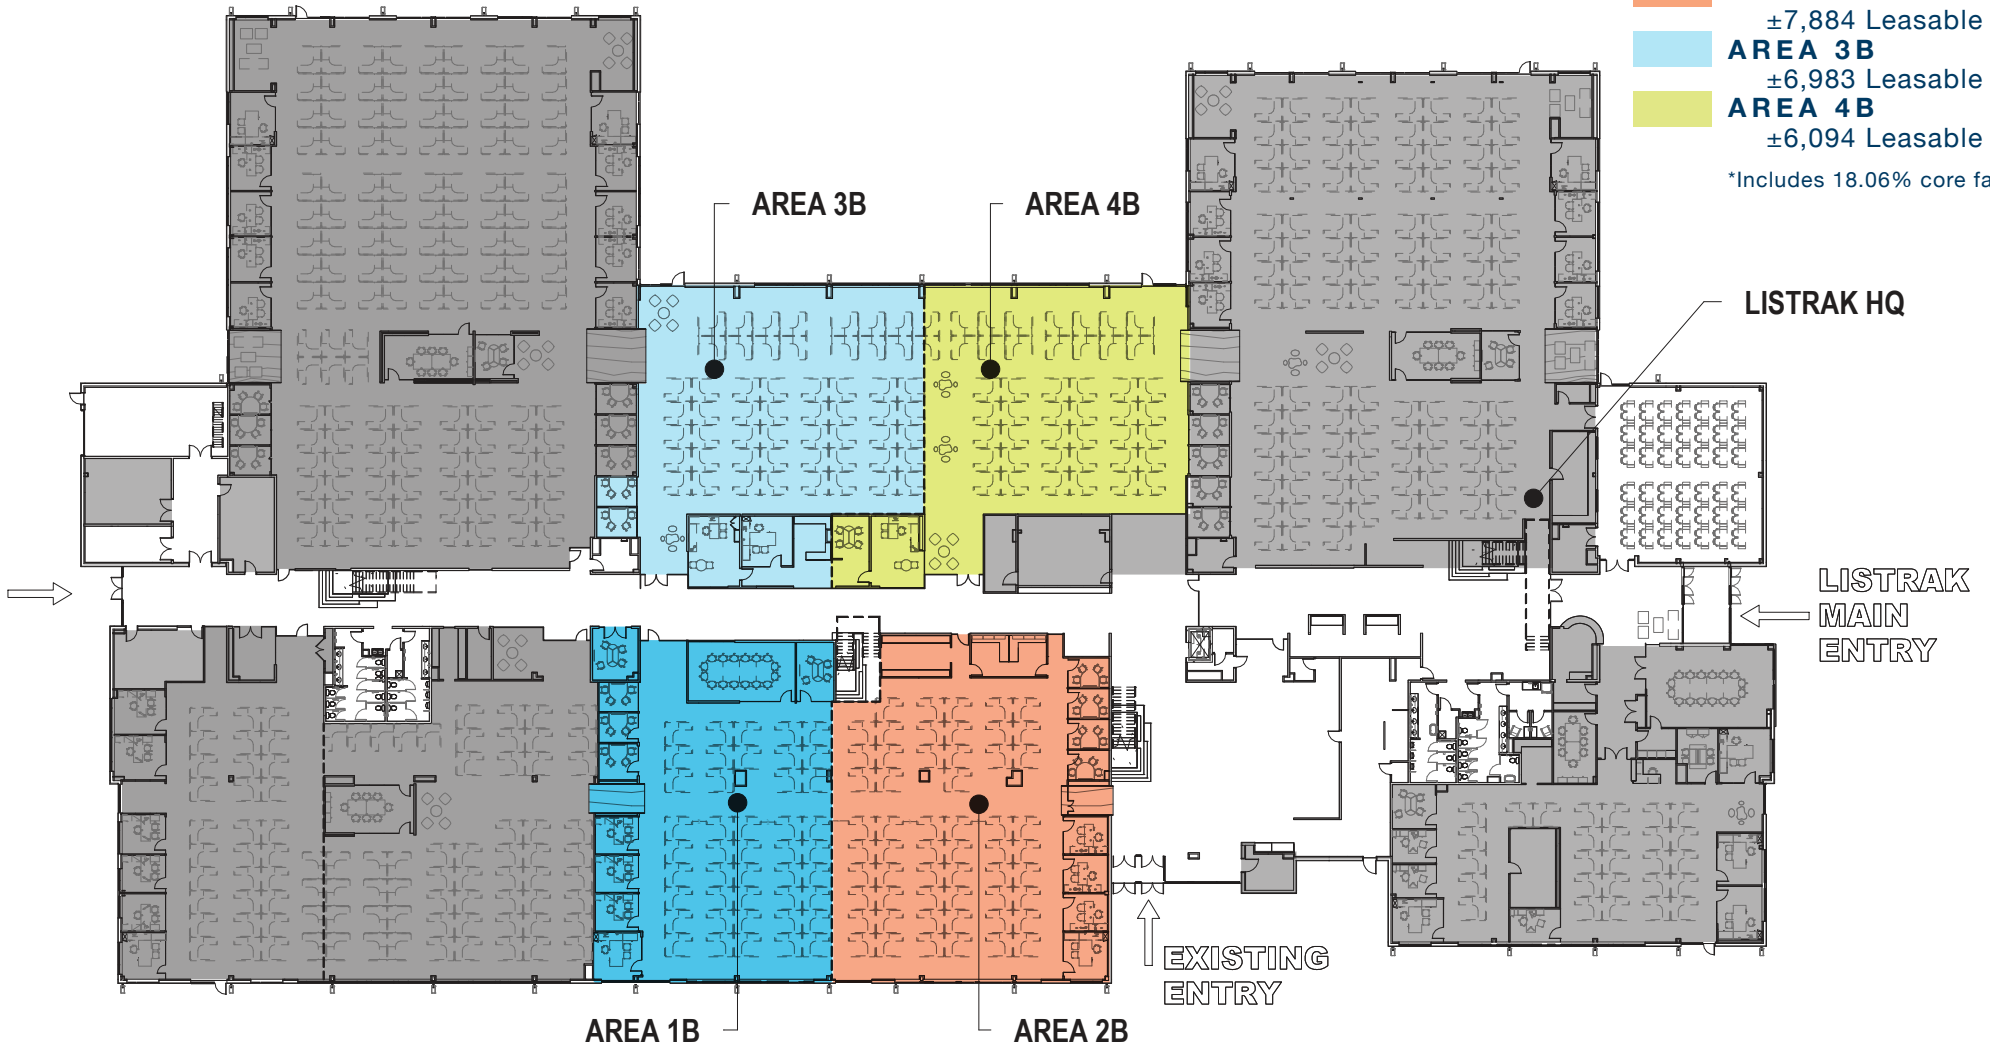 ±7,884 Leasable
AREA 3B
±6,983 Leasable
AREA 4B
±6,094 Leasable
*Includes 18.06% core
AREA 3B
AREA 4B
LISTRAK HQ
LISTRAK
MAIN
ENTRY
EXISTING
ENTRY
AREA 1B
AREA 2B